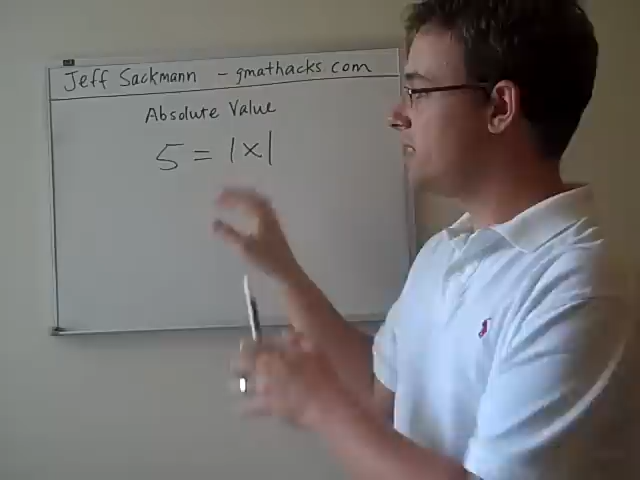 Jeff Sackmann - gmathacks com
Absolute Value
5 = |x|